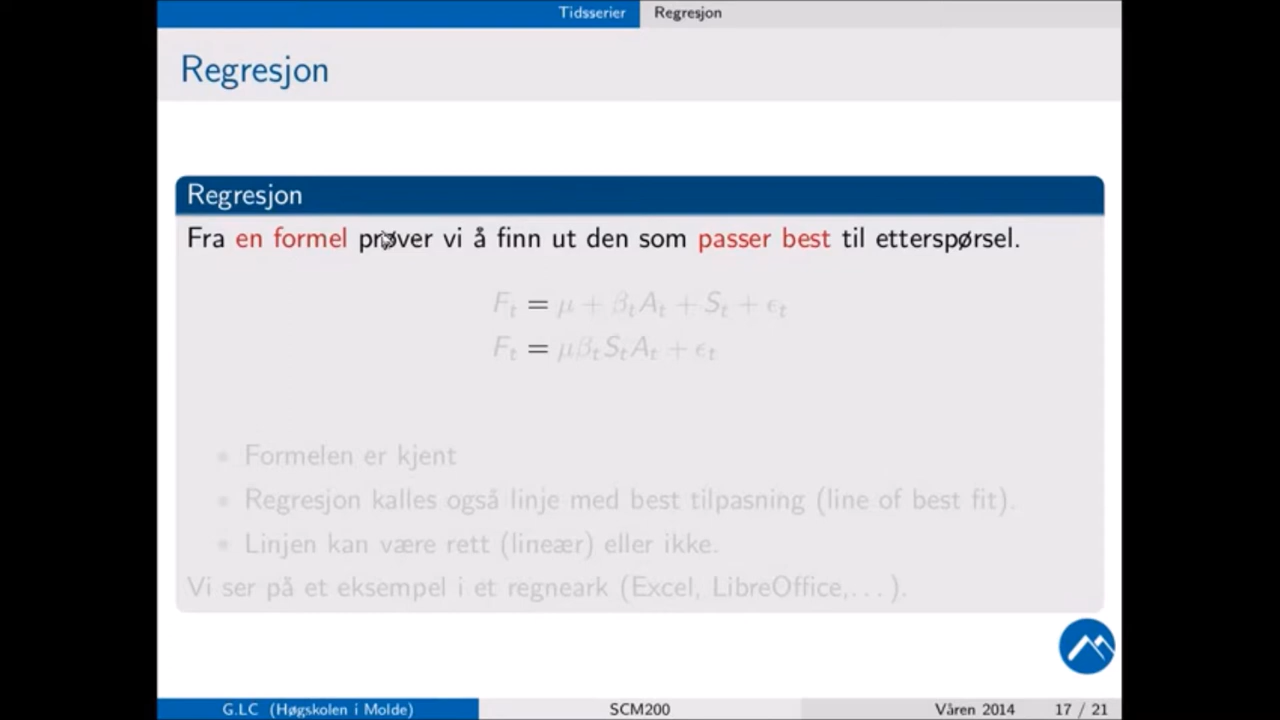 Tidsserier Regresjon
Regresjon
Regresjon
Fra en formel prøver vi å finn ut den som passer best til etterspørsel.
F_t = μ + β_t A_t + S_t + ϵ_t
F_t = μβ_t S_t A_t + ϵ_t
• Formelen er kjent
• Regresjon kalles også linje med best tilpasning (line of best fit).
• Linjen kan være rett (lineær) eller ikke.
Vi ser på et eksempel i et regneark (Excel, LibreOffice,. . . ).
G.LC (Høgskolen i Molde) SCM200 Våren 2014 17 / 21